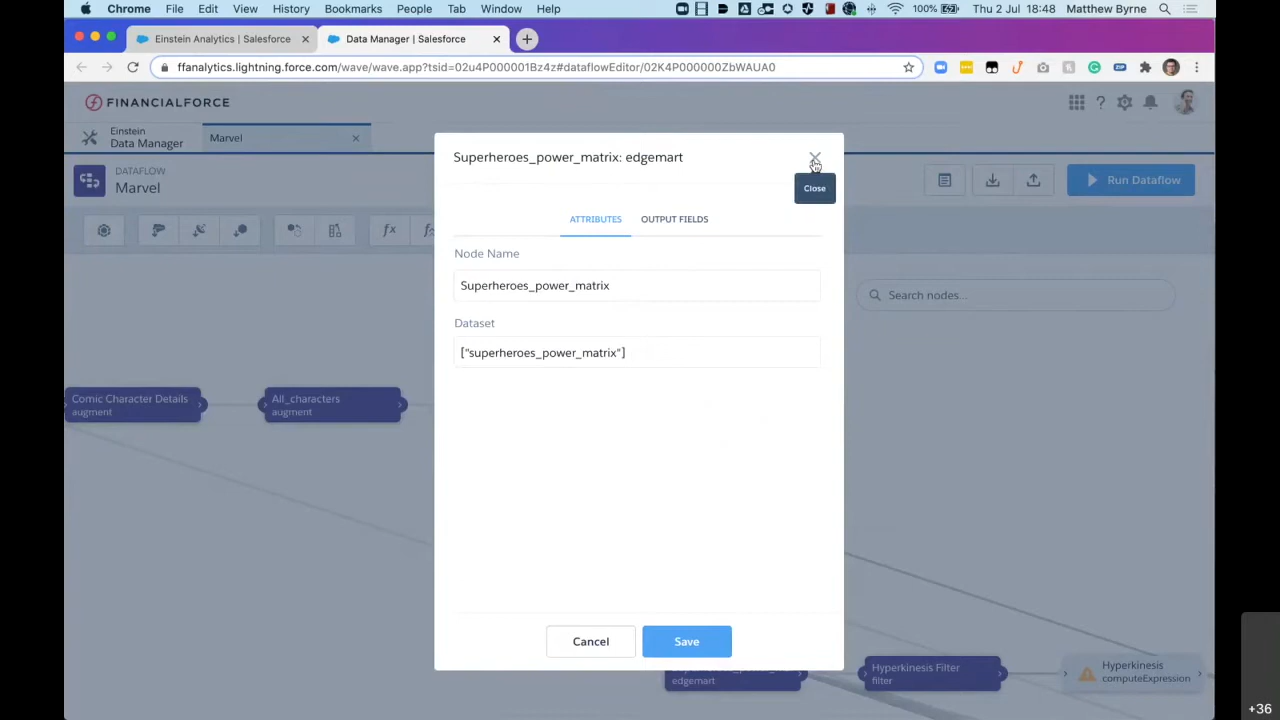 Chrome File Edit View History Bookmarks People Tab Window Help 100% Thu 2 Jul 18:48 Matthew Byrne
Einstein Analytics | Salesforce Data Manager | Salesforce
ffanalytics.lightning.force.com/wave/wave.app?tsid=02u4P000001Bz4z#dataflowEditor/02K4P000000ZbWAUA0
FINANCIALFORCE
Einstein
Data Manager
Marvel
DATAFLOW
Marvel
Run Dataflow
Superheroes_power_matrix: edgemart
Close
ATTRIBUTES OUTPUT FIELDS
Node Name
Superheroes_power_matrix
Dataset
["superheroes_power_matrix"]
Search nodes...
Comic Character Details
augment
All_characters
augment
Cancel Save
edgemart
Hyperkinesis Filter
filter
Hyperkinesis
computeExpression
+36